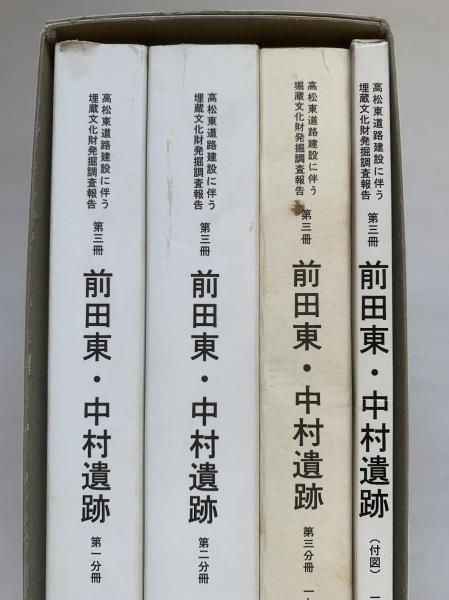 高松東道路建設に伴う
埋蔵文化財発掘調査報告
第三冊
前田東・中村遺跡
第一分冊
高松東道路建設に伴う
埋蔵文化財発掘調査報告
第三冊
前田東・中村遺跡
第二分冊
高松東道路建設に伴う
埋蔵文化財発掘調査報告
第三冊
前田東・中村遺跡
第三分冊
一
高松東道路建設に伴う
埋蔵文化財発掘調査報告
第三冊
前田東・中村遺跡
(付図)
一